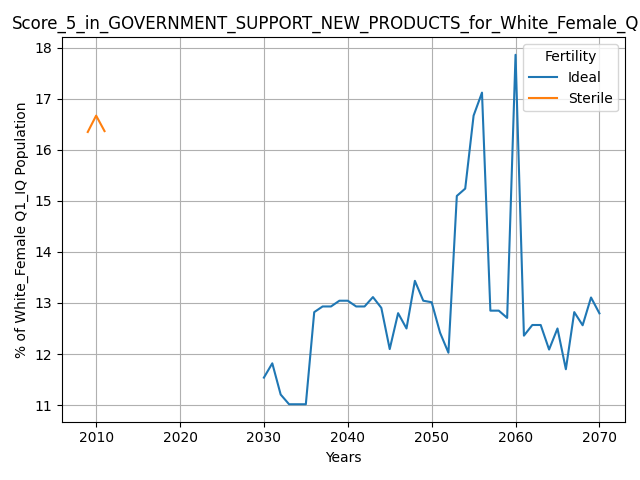 Score_5_in_GOVERNMENT_SUPPORT_NEW_PRODUCTS_for_White_Female_Q
Fertility
Ideal
Sterile
% of White_Female Q1_IQ Population
18
17
16
15
14
13
12
11
2010 2020 2030 2040 2050 2060 2070
Years